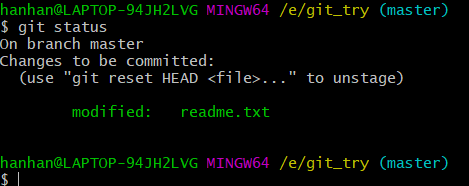 hanhan@LAPTOP-94JH2LVG MINGW64 /e/git_try (master)
$ git status
On branch master
Changes to be committed:
  (use "git reset HEAD <file>..." to unstage)
        modified:   readme.txt
hanhan@LAPTOP-94JH2LVG MINGW64 /e/git_try (master)
$